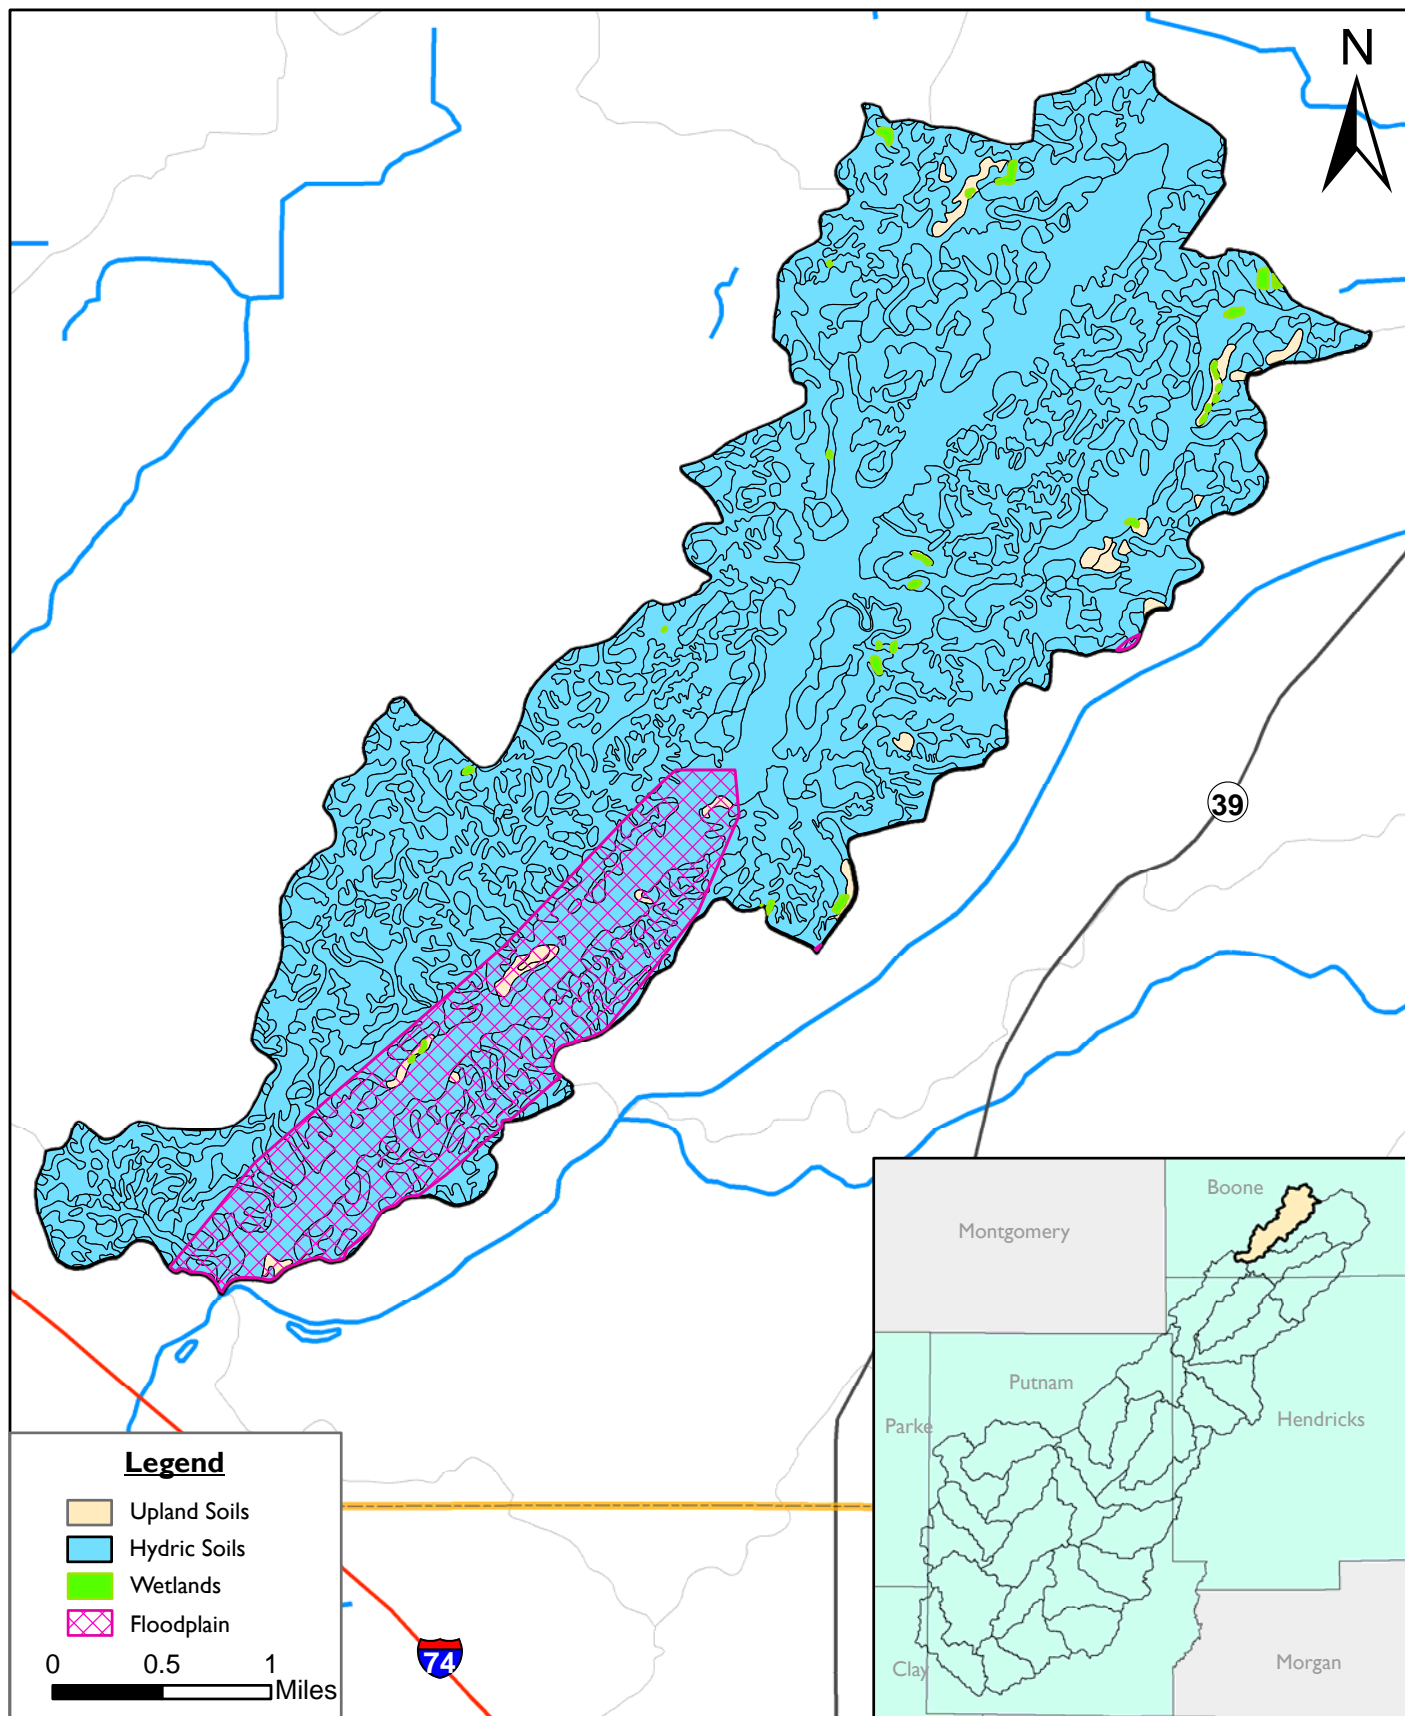 N
39
Boone
Montgomery
Putnam
Parke
Hendricks
Clay
Morgan
Legend
Upland Soils
Hydric Soils
Wetlands
Floodplain
0 0.5 1
Miles
74